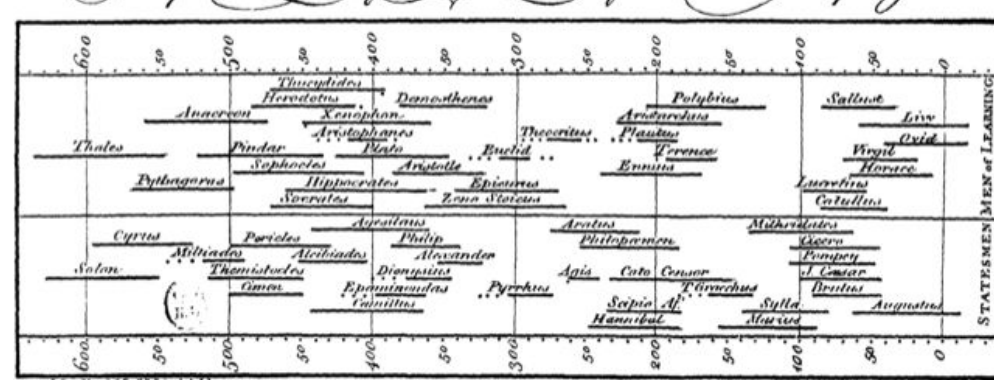 600 50 500 50 400 50 300 50 200 50 100 50 0
Thucydides
Herodotus Demosthenes Polybius Sallust
Anacreon Xenophan Aristarchus Livy
Aristophanes Theocritus Plautus Ovid
Thales Pindar Plato Euclid Terence Virgil
Sophocles Aristotle Ennius Horace
Pythagoras Hippocrates Epicurus Lucretius
Socrates Zeno Stoicus Catullus
MEN of LEARNING
Agesilaus Aratus Mithridates
Cyrus Pericles Philip Philopœmen Cicero
Miltiades Alcibiades Alexander Pompey
Solon Themistocles Dionysius Agis Cato Censor J. Cæsar
Cimon Epaminondas Pyrrhus T. Gracchus Brutus
Camillus Scipio Af. Sylla Augustus
Hannibal Marius
STATESMEN
600 50 500 50 400 50 300 50 200 50 100 50 0